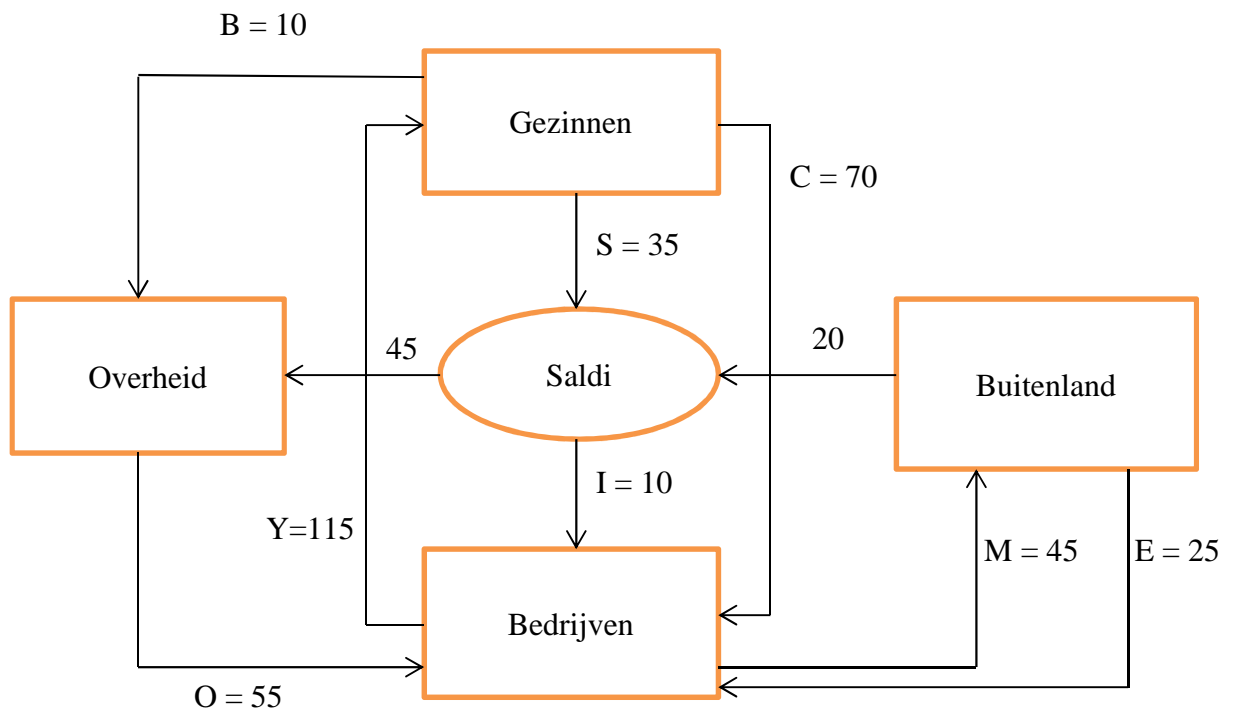 B = 10
Gezinnen
C = 70
S = 35
45
20
Overheid
Saldi
Buitenland
I = 10
Y=115
M = 45
E = 25
Bedrijven
O = 55